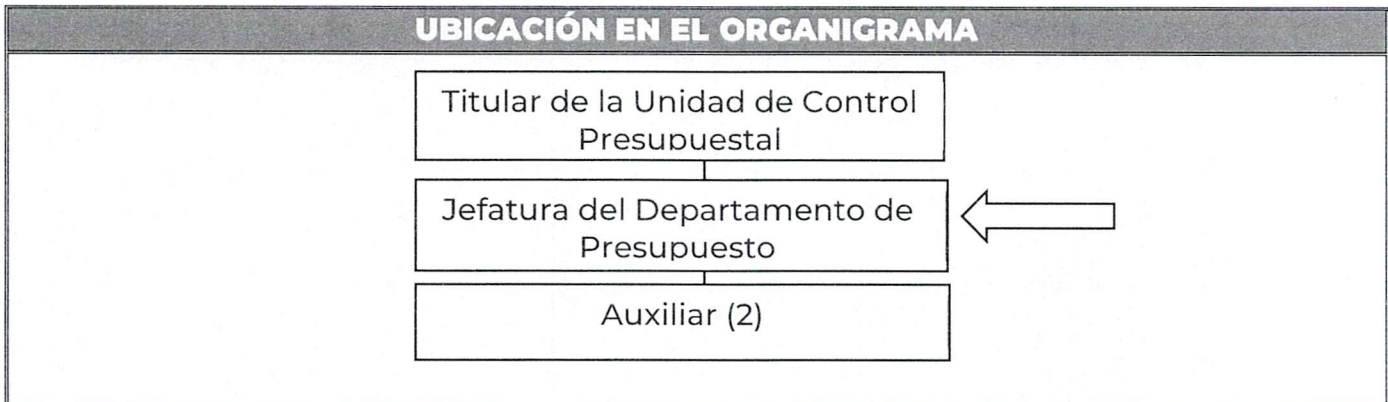 UBICACIÓN EN EL ORGANIGRAMA
Titular de la Unidad de Control
Presupuestal
Jefatura del Departamento de
Presupuesto
Auxiliar (2)